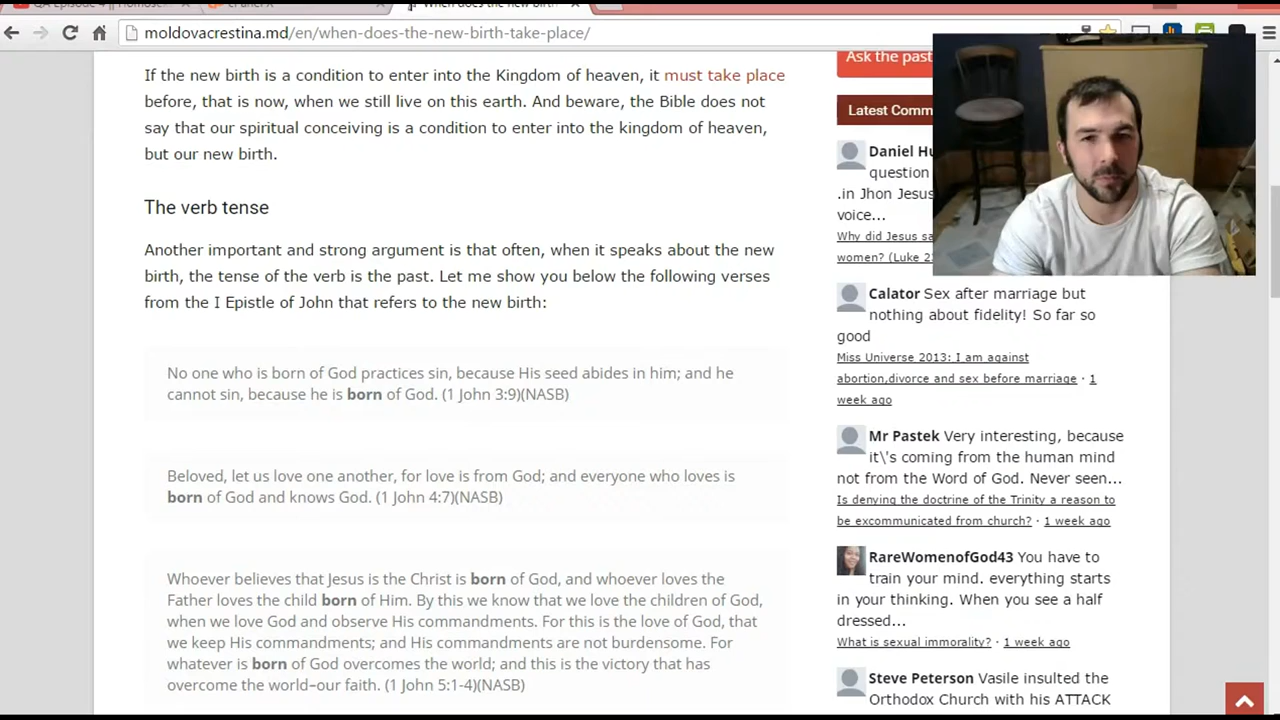 moldovacrestina.md/en/when-does-the-new-birth-take-place/
If the new birth is a condition to enter into the Kingdom of heaven, it must take place
before, that is now, when we still live on this earth. And beware, the Bible does not
say that our spiritual conceiving is a condition to enter into the kingdom of heaven,
but our new birth.
The verb tense
Another important and strong argument is that often, when it speaks about the new
birth, the tense of the verb is the past. Let me show you below the following verses
from the I Epistle of John that refers to the new birth:
No one who is born of God practices sin, because His seed abides in him; and he
cannot sin, because he is born of God. (1 John 3:9)(NASB)
Beloved, let us love one another, for love is from God; and everyone who loves is
born of God and knows God. (1 John 4:7)(NASB)
Whoever believes that Jesus is the Christ is born of God, and whoever loves the
Father loves the child born of Him. By this we know that we love the children of God,
when we love God and observe His commandments. For this is the love of God, that
we keep His commandments; and His commandments are not burdensome. For
whatever is born of God overcomes the world; and this is the victory that has
overcome the world–our faith. (1 John 5:1-4)(NASB)
Ask the past
Latest Comm
Daniel Hu
question
.in Jhon Jesus
voice...
Why did Jesus sa
women? (Luke 2
Calator Sex after marriage but
nothing about fidelity! So far so
good
Miss Universe 2013: I am against
abortion,divorce and sex before marriage · 1
week ago
Mr Pastek Very interesting, because
it\'s coming from the human mind
not from the Word of God. Never seen...
Is denying the doctrine of the Trinity a reason to
be excommunicated from church? · 1 week ago
RareWomenofGod43 You have to
train your mind. everything starts
in your thinking. When you see a half
dressed...
What is sexual immorality? · 1 week ago
Steve Peterson Vasile insulted the
Orthodox Church with his ATTACK